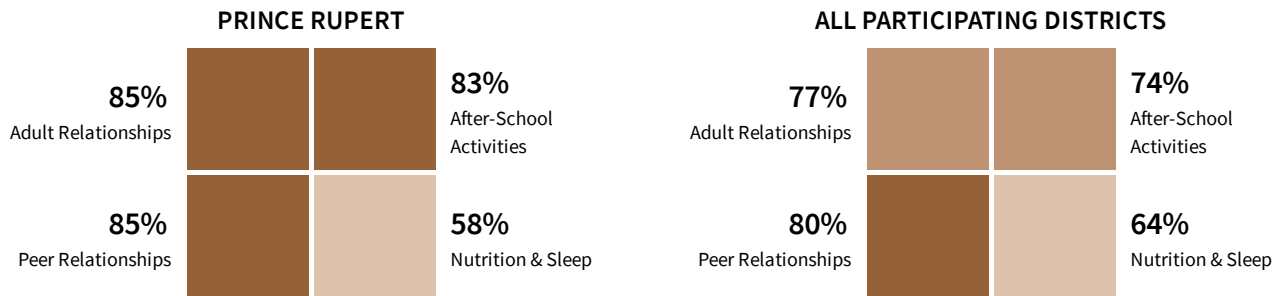 PRINCE RUPERT
85%
Adult Relationships
83%
After-School
Activities
85%
Peer Relationships
58%
Nutrition & Sleep
ALL PARTICIPATING DISTRICTS
77%
Adult Relationships
74%
After-School
Activities
80%
Peer Relationships
64%
Nutrition & Sleep